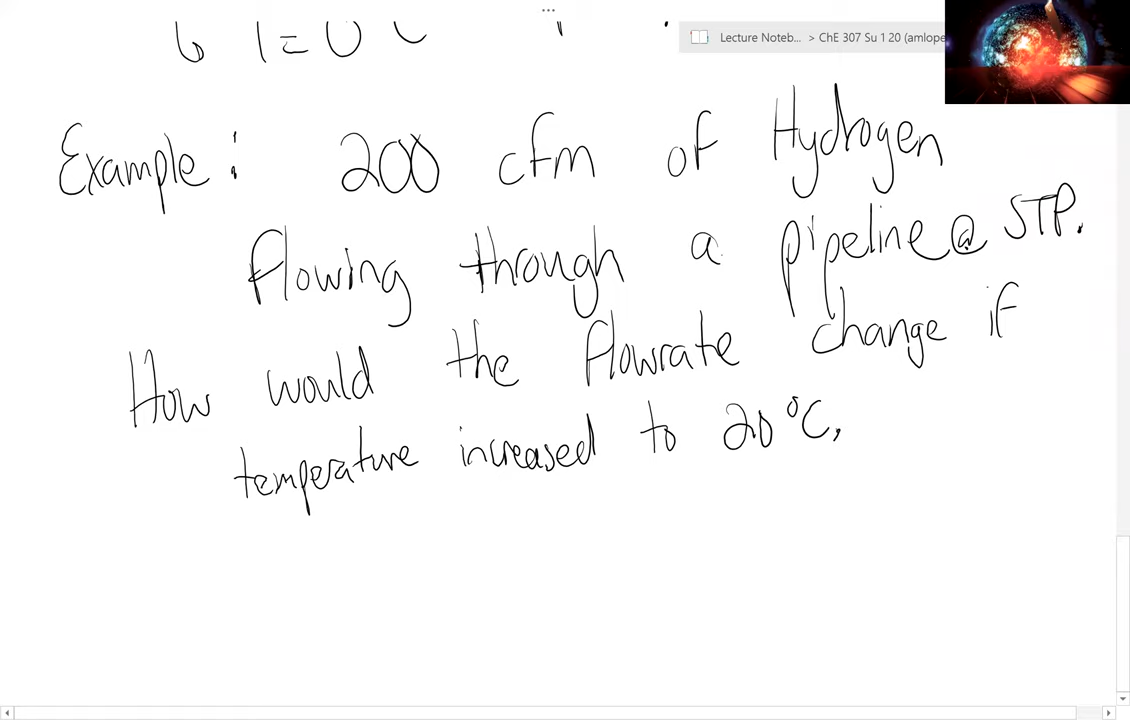 T=0°C
Lecture Noteb... > ChE 307 Su 1 20 (amlope
Example: 200 cfm of Hydrogen
flowing through a pipeline @ STP.
How would the flowrate change if
temperature increased to 20°C,